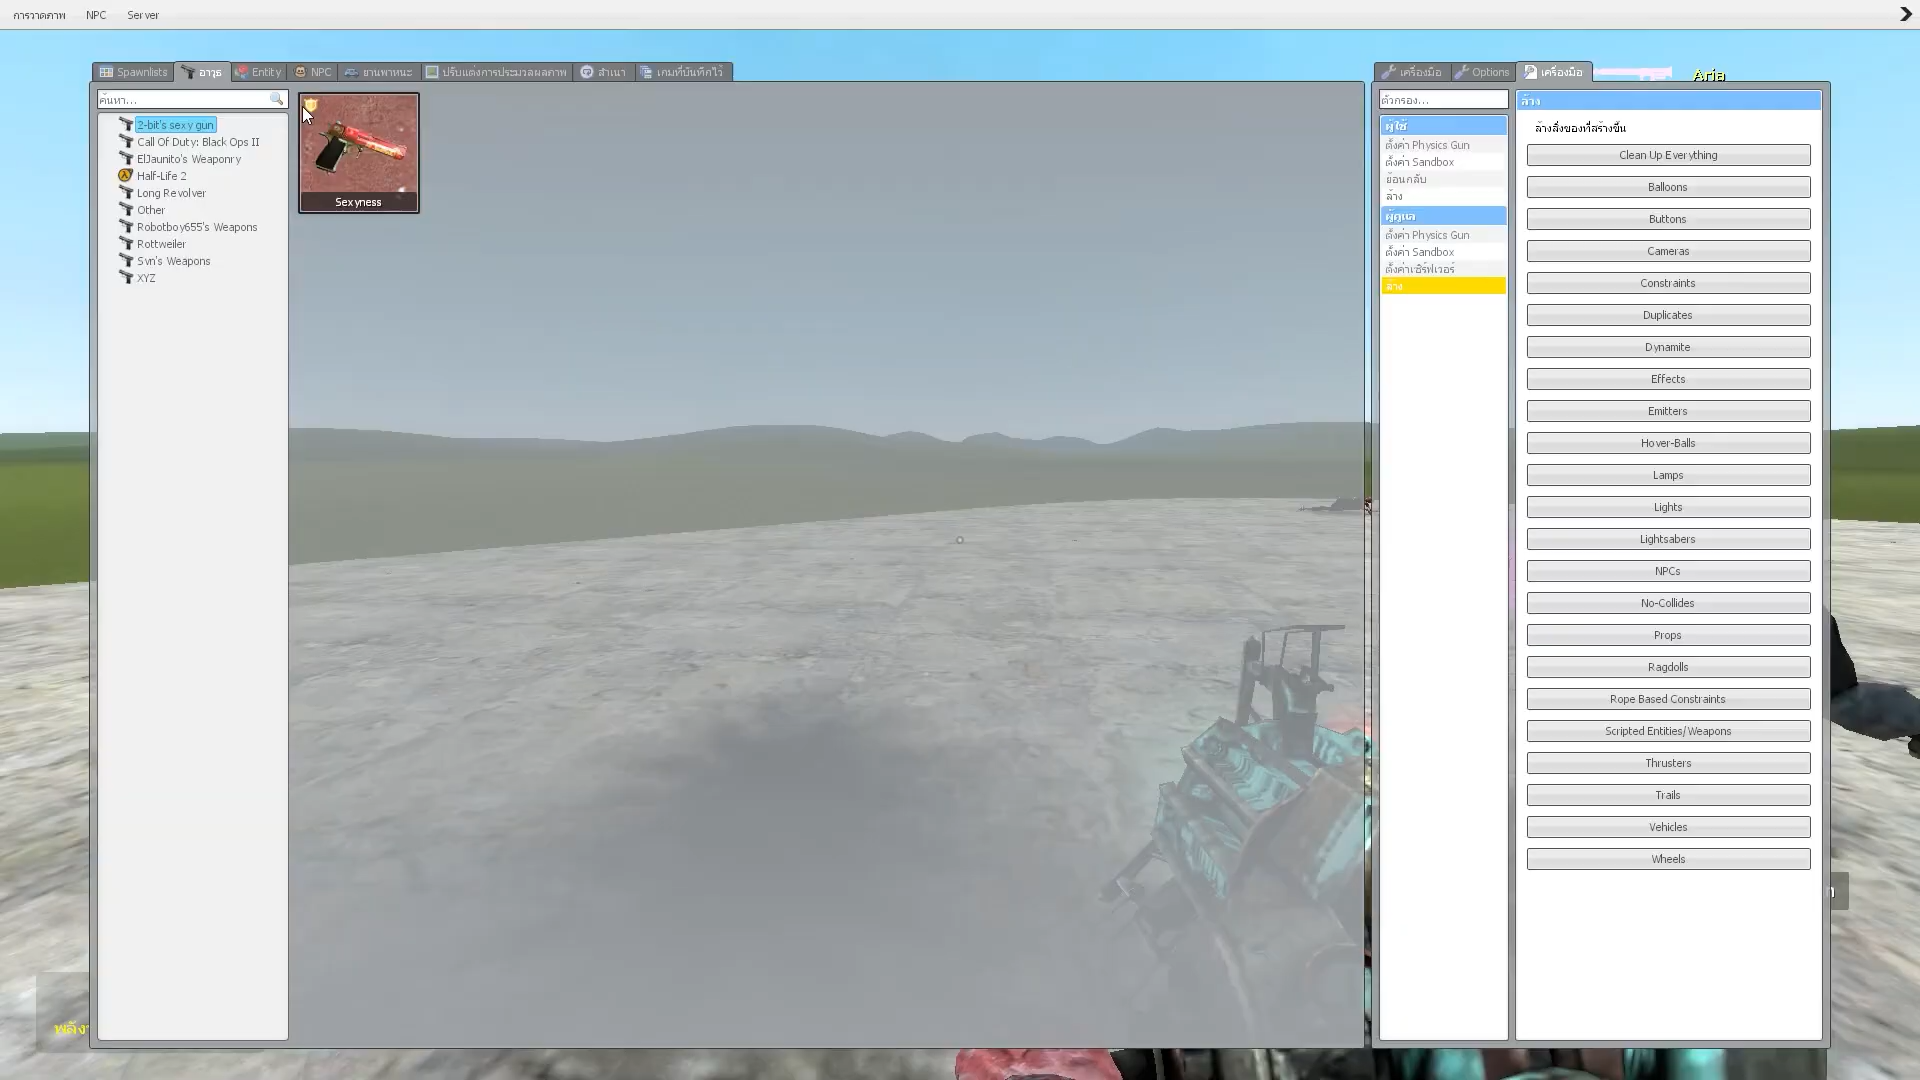 การวาดภาพ NPC Server
Spawnlists อาวุธ Entity NPC ยานพาหนะ ปรับแต่งการประมวลผลภาพ สำเนา เกมที่บันทึกไว้
ค้นหา...
2-bit's sexy gun
Call Of Duty: Black Ops II
ElJaunito's Weaponry
Half-Life 2
Long Revolver
Other
Robotboy655's Weapons
Rottweiler
Svn's Weapons
XYZ
Sexyness
เครื่องมือ Options เครื่องมือ
Aria
ตัวกรอง...
ผู้ใช้
ตั้งค่า Physics Gun
ตั้งค่า Sandbox
ย้อนกลับ
ล้าง
ผู้ดูแล
ตั้งค่า Physics Gun
ตั้งค่า Sandbox
ตั้งค่าเซิร์ฟเวอร์
ล้าง
ล้าง
ล้างสิ่งของที่สร้างขึ้น
Clean Up Everything
Balloons
Buttons
Cameras
Constraints
Duplicates
Dynamite
Effects
Emitters
Hover-Balls
Lamps
Lights
Lightsabers
NPCs
No-Collides
Props
Ragdolls
Rope Based Constraints
Scripted Entities/Weapons
Thrusters
Trails
Vehicles
Wheels